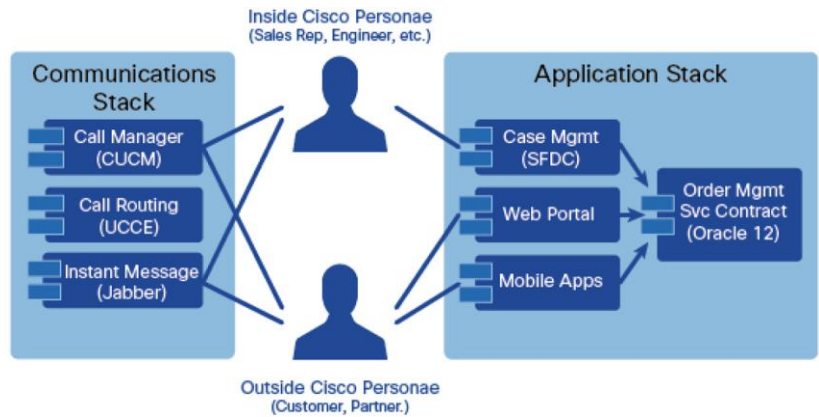 Inside Cisco Personae
(Sales Rep, Engineer, etc.)
Communications
Stack
Call Manager
(CUCM)
Call Routing
(UCCE)
Instant Message
(Jabber)
Application Stack
Case Mgmt
(SFDC)
Web Portal
Mobile Apps
Order Mgmt
Svc Contract
(Oracle 12)
Outside Cisco Personae
(Customer, Partner.)